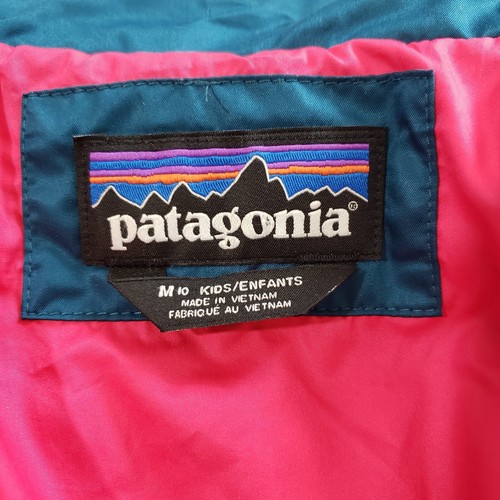 patagonia®
M 10 KIDS/ENFANTS
MADE IN VIETNAM
FABRIQUÉ AU VIETNAM